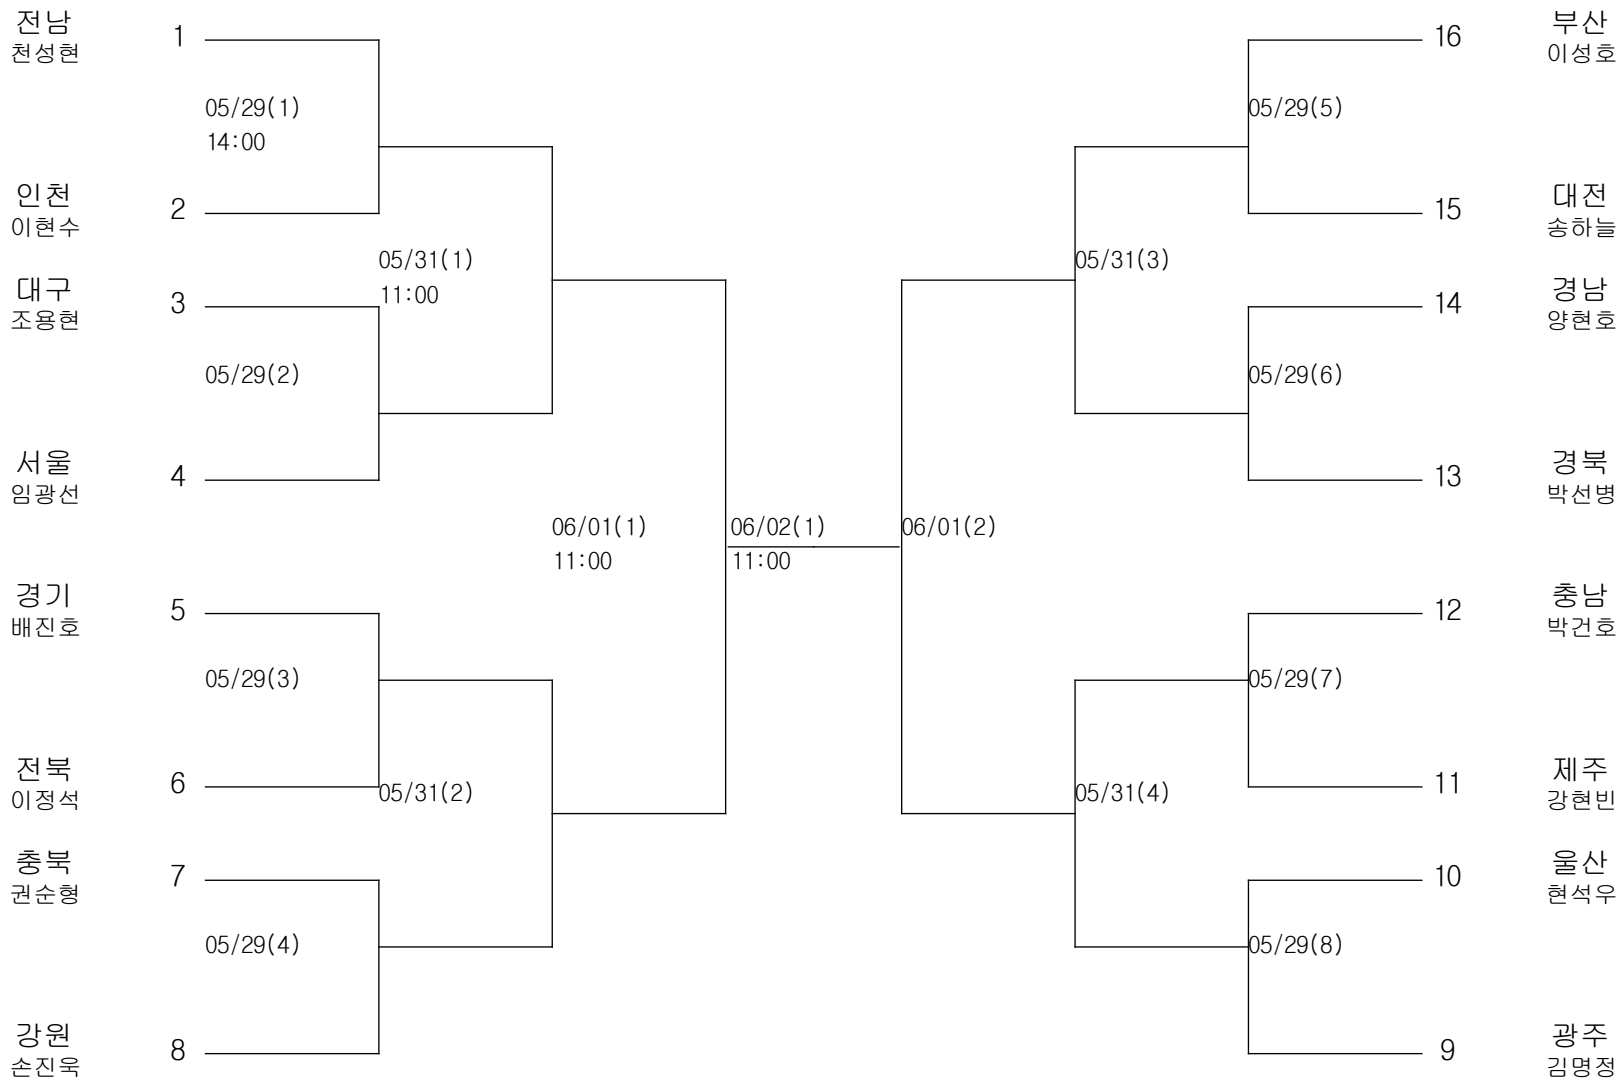 전남
천성현
1
05/29(1)
14:00
인천
이현수
2
05/31(1)
11:00
대구
조용현
3
05/29(2)
서울
임광선
4
06/01(1)
11:00
경기
배진호
5
05/29(3)
전북
이정석
6
05/31(2)
충북
권순형
7
05/29(4)
강원
손진욱
8
06/02(1)
11:00
16
부산
이성호
05/29(5)
15
대전
송하늘
05/31(3)
14
경남
양현호
05/29(6)
13
경북
박선병
06/01(2)
12
충남
박건호
05/29(7)
11
제주
강현빈
05/31(4)
10
울산
현석우
05/29(8)
9
광주
김명정